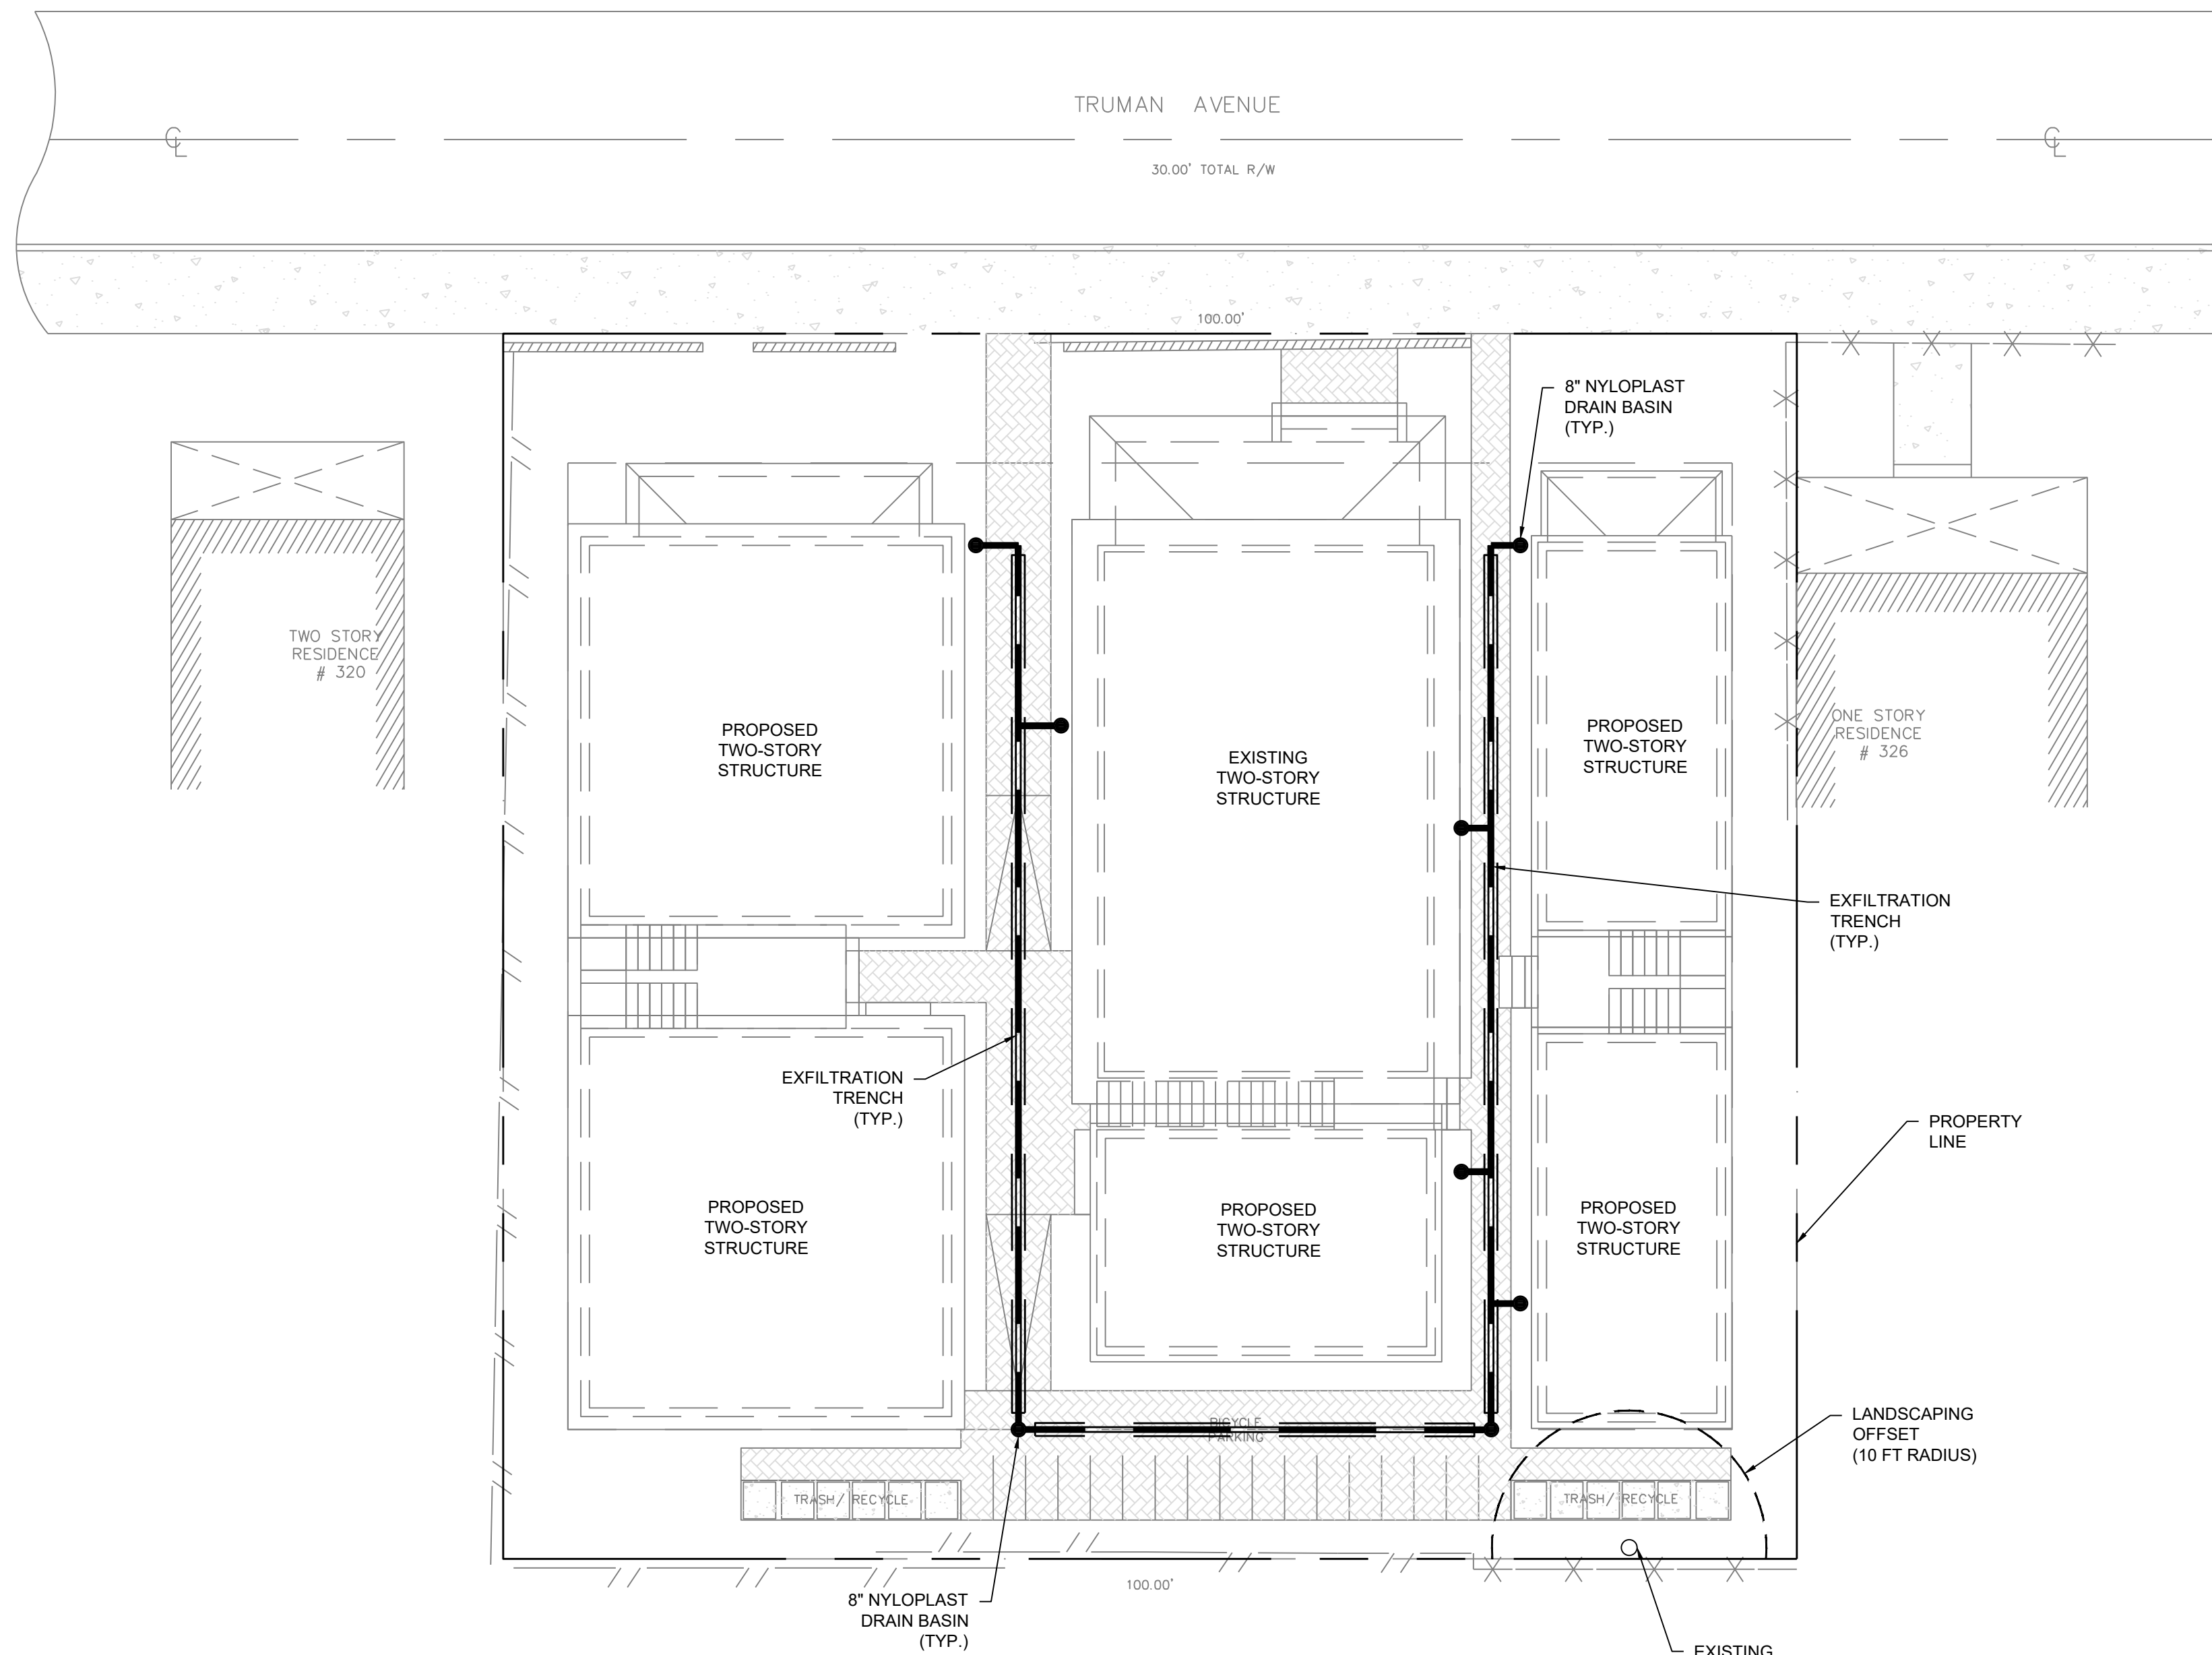 TRUMAN AVENUE
30.00' TOTAL R/W
100.00'
8" NYLOPLAST
DRAIN BASIN
(TYP.)
TWO STORY
RESIDENCE
# 320
PROPOSED
TWO-STORY
STRUCTURE
EXISTING
TWO-STORY
STRUCTURE
PROPOSED
TWO-STORY
STRUCTURE
ONE STORY
RESIDENCE
# 326
EXFILTRATION
TRENCH
(TYP.)
EXFILTRATION
TRENCH
(TYP.)
PROPERTY
LINE
PROPOSED
TWO-STORY
STRUCTURE
PROPOSED
TWO-STORY
STRUCTURE
PROPOSED
TWO-STORY
STRUCTURE
LANDSCAPING
OFFSET
(10 FT RADIUS)
BICYCLE
PARKING
TRASH/ RECYCLE
TRASH/ RECYCLE
100.00'
8" NYLOPLAST
DRAIN BASIN
(TYP.)
EXISTING